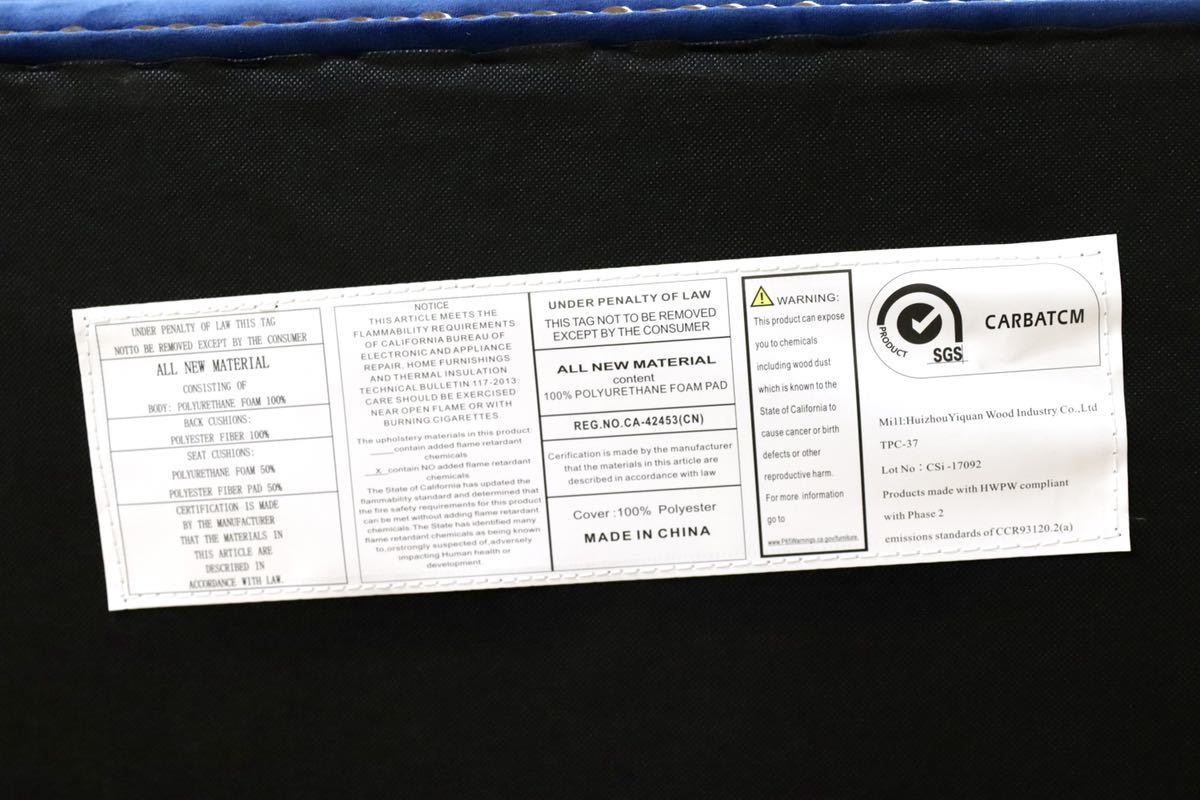 UNDER PENALTY OF LAW THIS TAG
NOTTO BE REMOVED EXCEPT BY THE CONSUMER
ALL NEW MATERIAL
CONSISTING OF
BODY: POLYURETHANE FOAM 100%
BACK CUSHIONS:
POLYESTER FIBER 100%
SEAT CUSHIONS:
POLYURETHANE FOAM 50%
POLYESTER FIBER PAD 50%
CERTIFICATION IS MADE
BY THE MANUFACTURER
THAT THE MATERIALS IN
THIS ARTICLE ARE
DESCRIBED IN
ACCORDANCE WITH LAW.
NOTICE
THIS ARTICLE MEETS THE
FLAMMABILITY REQUIREMENTS
OF CALIFORNIA BUREAU OF
ELECTRONIC AND APPLIANCE
REPAIR, HOME FURNISHINGS
AND THERMAL INSULATION
TECHNICAL BULLETIN 117-2013:
CARE SHOULD BE EXERCISED
NEAR OPEN FLAME OR WITH
BURNING CIGARETTES.
The upholstery materials in this product:
____contain added flame retardant
chemicals
__X_contain NO added flame retardant
chemicals
The State of California has updated the
flammability standard and determined that
the fire safety requirements for this product
can be met without adding flame retardant
chemicals. The State has identified many
flame retardant chemicals as being known
to,orstrongly suspected of,adversely
impacting Human health or
development.
UNDER PENALTY OF LAW
THIS TAG NOT TO BE REMOVED
EXCEPT BY THE CONSUMER
ALL NEW MATERIAL
content
100% POLYURETHANE FOAM PAD
REG.NO.CA-42453(CN)
Cerification is made by the manufacturer
that the materials in this article are
described in accordance with law
Cover:100% Polyester
MADE IN CHINA
WARNING:
This product can expose
you to chemicals
including wood dust
which is known to the
State of California to
cause cancer or birth
defects or other
reproductive harm.
For more information
go to
www.P65Warnings.ca.gov/furniture.
PRODUCT
SGS
CARBATCM
Mill:HuizhouYiquan Wood Industry Co.,Ltd
TPC-37
Lot No：CSi-17092
Products made with HWPW compliant
with Phase 2
emissions standards of CCR93120.2(a)